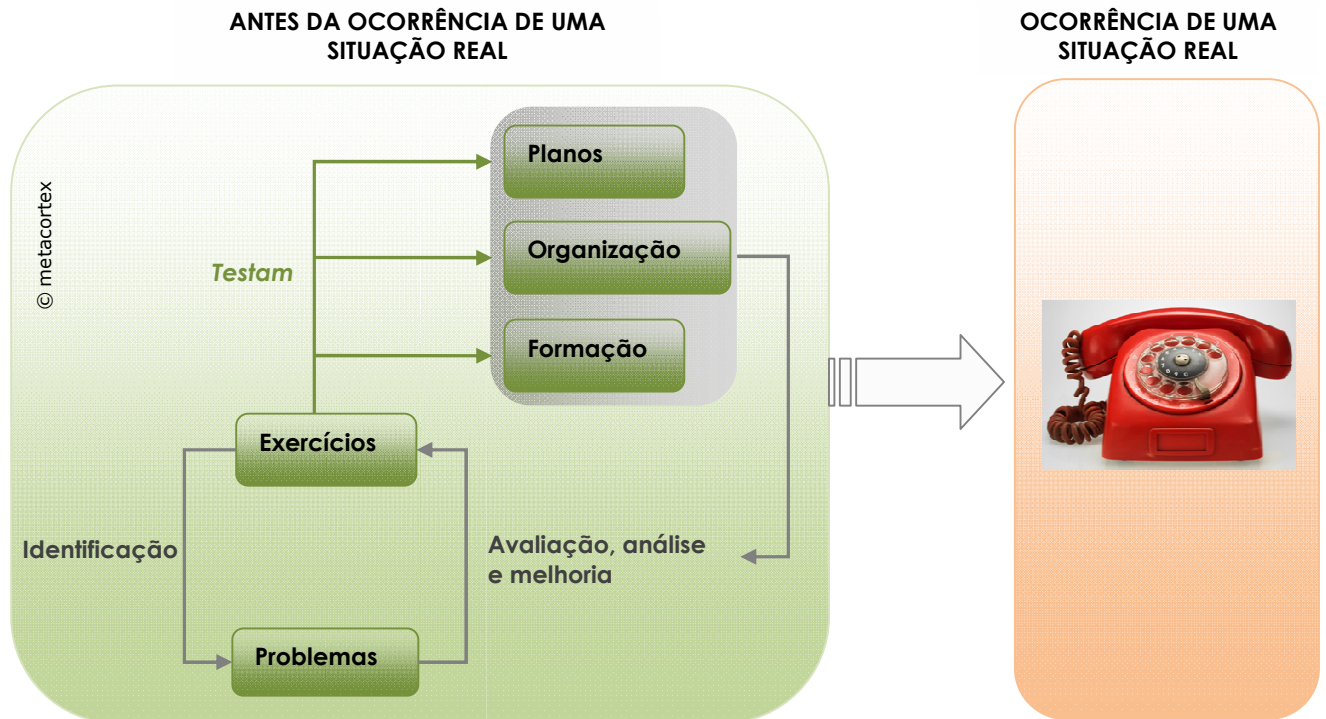 ANTES DA OCORRÊNCIA DE UMA
SITUAÇÃO REAL
OCORRÊNCIA DE UMA
SITUAÇÃO REAL
© metacortex
Planos
Organização
Testam
Formação
Exercícios
Identificação
Avaliação, análise
e melhoria
Problemas